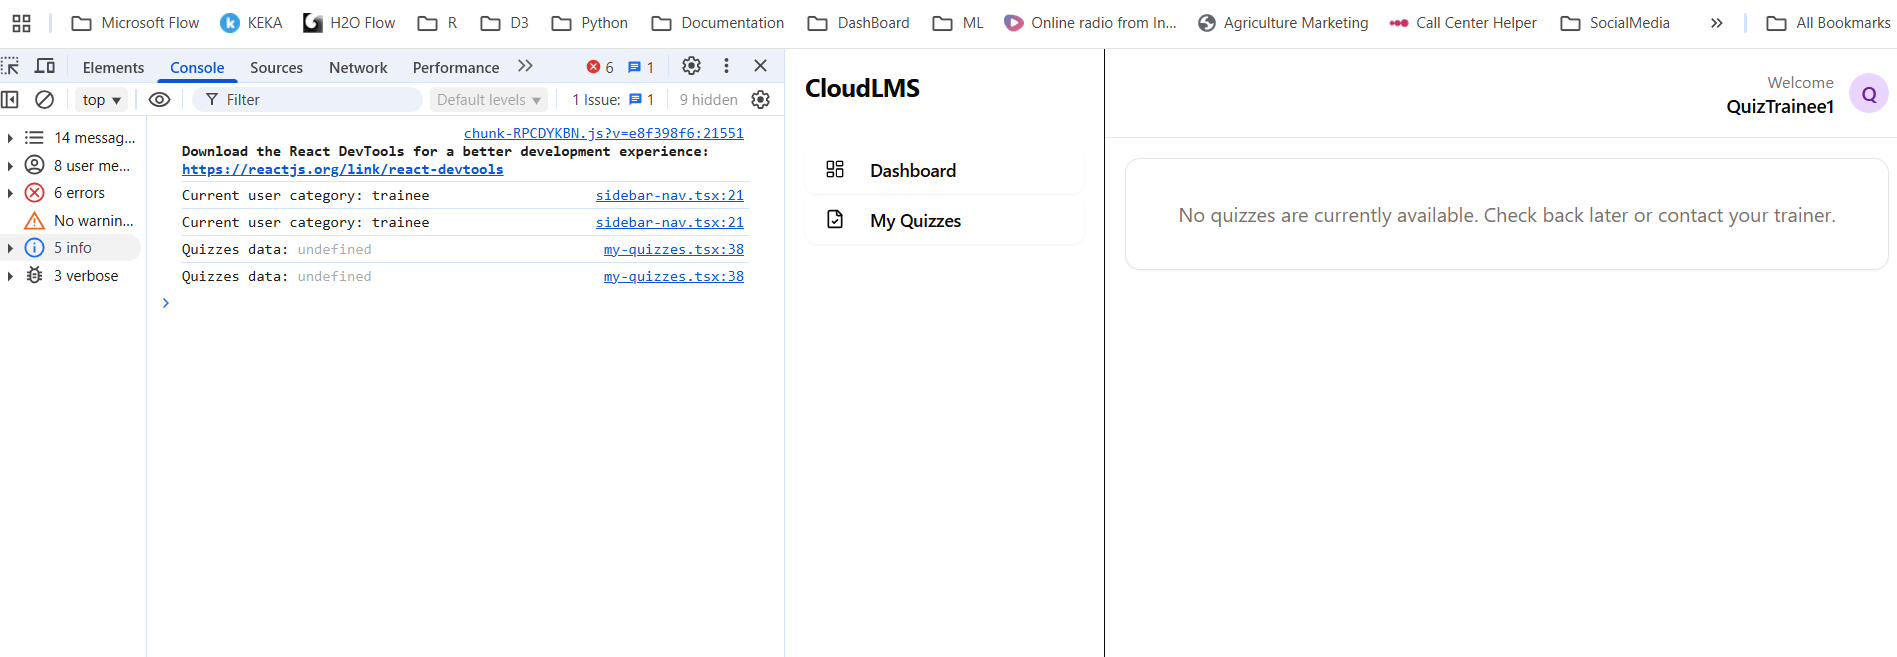 Microsoft Flow KEKA H2O Flow R D3 Python Documentation DashBoard ML Online radio from In... Agriculture Marketing Call Center Helper SocialMedia » All Bookmarks
Elements Console Sources Network Performance » 6 1
top Filter Default levels 1 Issue: 1 9 hidden
14 messag...
8 user me...
6 errors
No warnin...
5 info
3 verbose
chunk-RPCDYKBN.js?v=e8f398f6:21551
Download the React DevTools for a better development experience:
https://reactjs.org/link/react-devtools
Current user category: trainee sidebar-nav.tsx:21
Current user category: trainee sidebar-nav.tsx:21
Quizzes data: undefined my-quizzes.tsx:38
Quizzes data: undefined my-quizzes.tsx:38
CloudLMS
Dashboard
My Quizzes
Welcome
QuizTrainee1
Q
No quizzes are currently available. Check back later or contact your trainer.